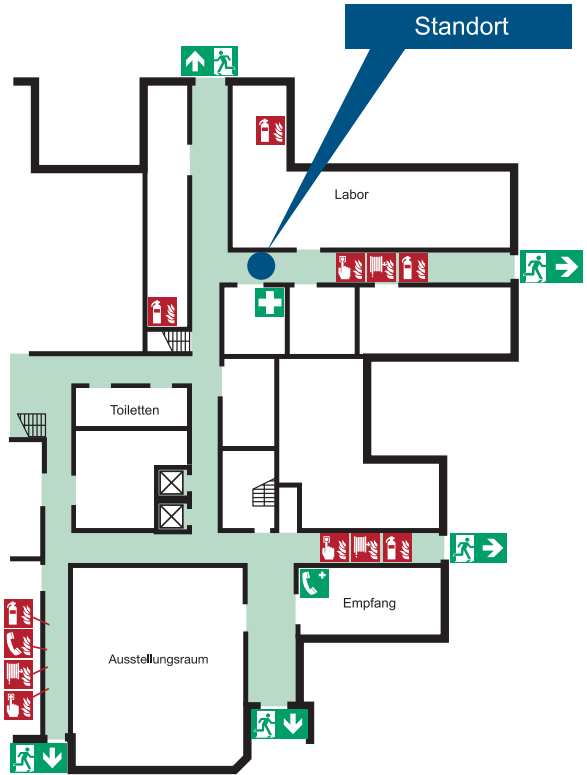 Standort
Labor
Toiletten
Empfang
Ausstellungsraum